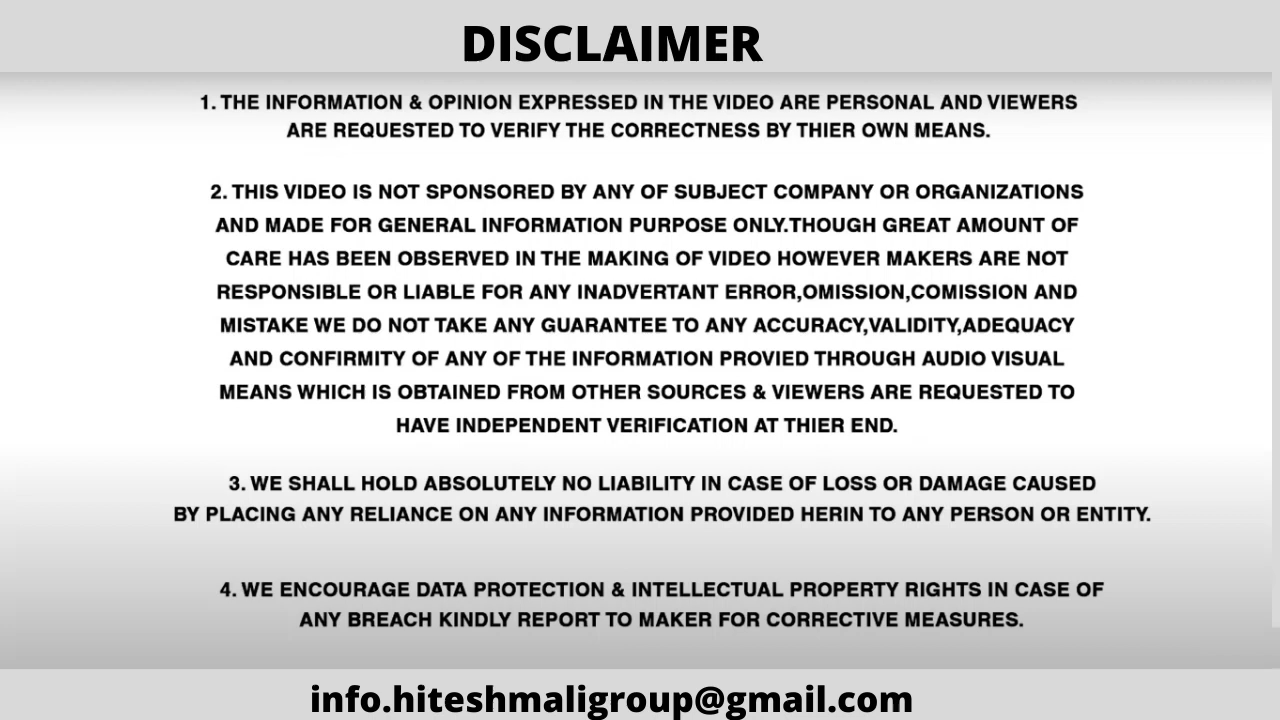 DISCLAIMER
1. THE INFORMATION & OPINION EXPRESSED IN THE VIDEO ARE PERSONAL AND VIEWERS
ARE REQUESTED TO VERIFY THE CORRECTNESS BY THIER OWN MEANS.
2. THIS VIDEO IS NOT SPONSORED BY ANY OF SUBJECT COMPANY OR ORGANIZATIONS
AND MADE FOR GENERAL INFORMATION PURPOSE ONLY.THOUGH GREAT AMOUNT OF
CARE HAS BEEN OBSERVED IN THE MAKING OF VIDEO HOWEVER MAKERS ARE NOT
RESPONSIBLE OR LIABLE FOR ANY INADVERTANT ERROR,OMISSION,COMISSION AND
MISTAKE WE DO NOT TAKE ANY GUARANTEE TO ANY ACCURACY,VALIDITY,ADEQUACY
AND CONFIRMITY OF ANY OF THE INFORMATION PROVIED THROUGH AUDIO VISUAL
MEANS WHICH IS OBTAINED FROM OTHER SOURCES & VIEWERS ARE REQUESTED TO
HAVE INDEPENDENT VERIFICATION AT THIER END.
3. WE SHALL HOLD ABSOLUTELY NO LIABILITY IN CASE OF LOSS OR DAMAGE CAUSED
BY PLACING ANY RELIANCE ON ANY INFORMATION PROVIDED HERIN TO ANY PERSON OR ENTITY.
4. WE ENCOURAGE DATA PROTECTION & INTELLECTUAL PROPERTY RIGHTS IN CASE OF
ANY BREACH KINDLY REPORT TO MAKER FOR CORRECTIVE MEASURES.
info.hiteshmaligroup@gmail.com